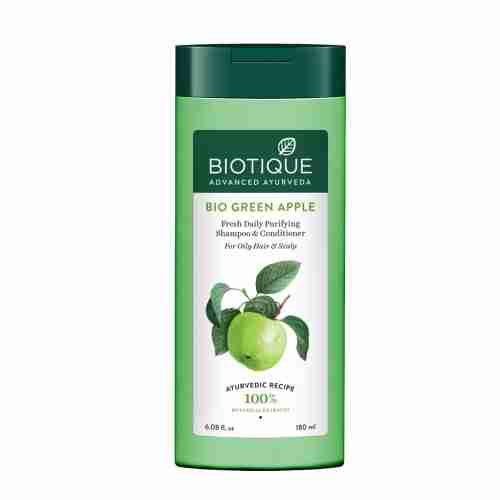 BIOTIQUE
ADVANCED AYURVEDA
BIO GREEN APPLE
Fresh Daily Purifying
Shampoo & Conditioner
For Oily Hair & Scalp
AYURVEDIC RECIPE
100%
BOTANICAL EXTRACTS
6.08 fl. oz
180 ml